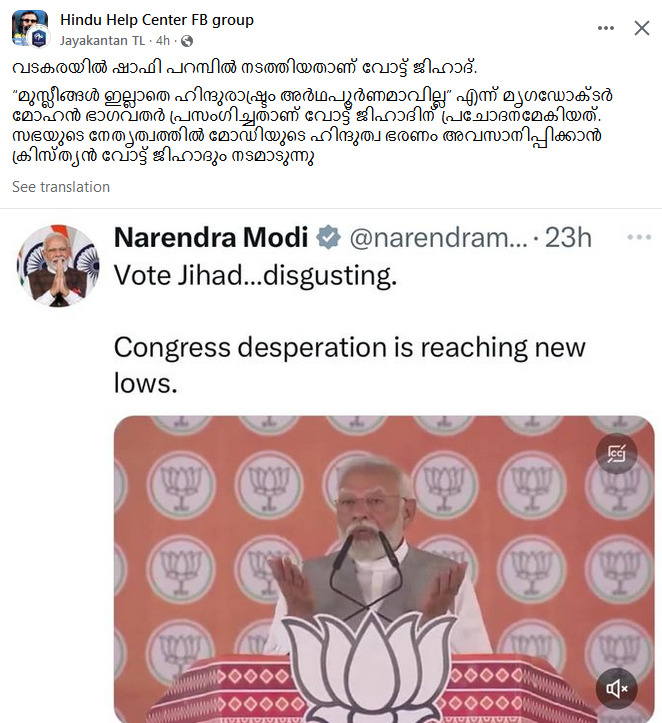 Hindu Help Center FB group
Jayakantan TL · 4h ·
വടകരയിൽ ഷാഫി പറമ്പിൽ നടത്തിയതാണ് വോട്ട് ജിഹാദ്.
“മുസ്ലീങ്ങൾ ഇല്ലാതെ ഹിന്ദുരാഷ്ട്രം അർഥപൂർണമാവില്ല” എന്ന് മൃഗഡോക്ടർ
മോഹൻ ഭാഗവതർ പ്രസംഗിച്ചതാണ് വോട്ട് ജിഹാദിന് പ്രചോദനമേകിയത്.
സഭയുടെ നേതൃത്വത്തിൽ മോഡിയുടെ ഹിന്ദുത്വ ഭരണം അവസാനിപ്പിക്കാൻ
ക്രിസ്ത്യൻ വോട്ട് ജിഹാദും നടമാടുന്നു
See translation
Narendra Modi @narendram... · 23h
Vote Jihad...disgusting.
Congress desperation is reaching new
lows.